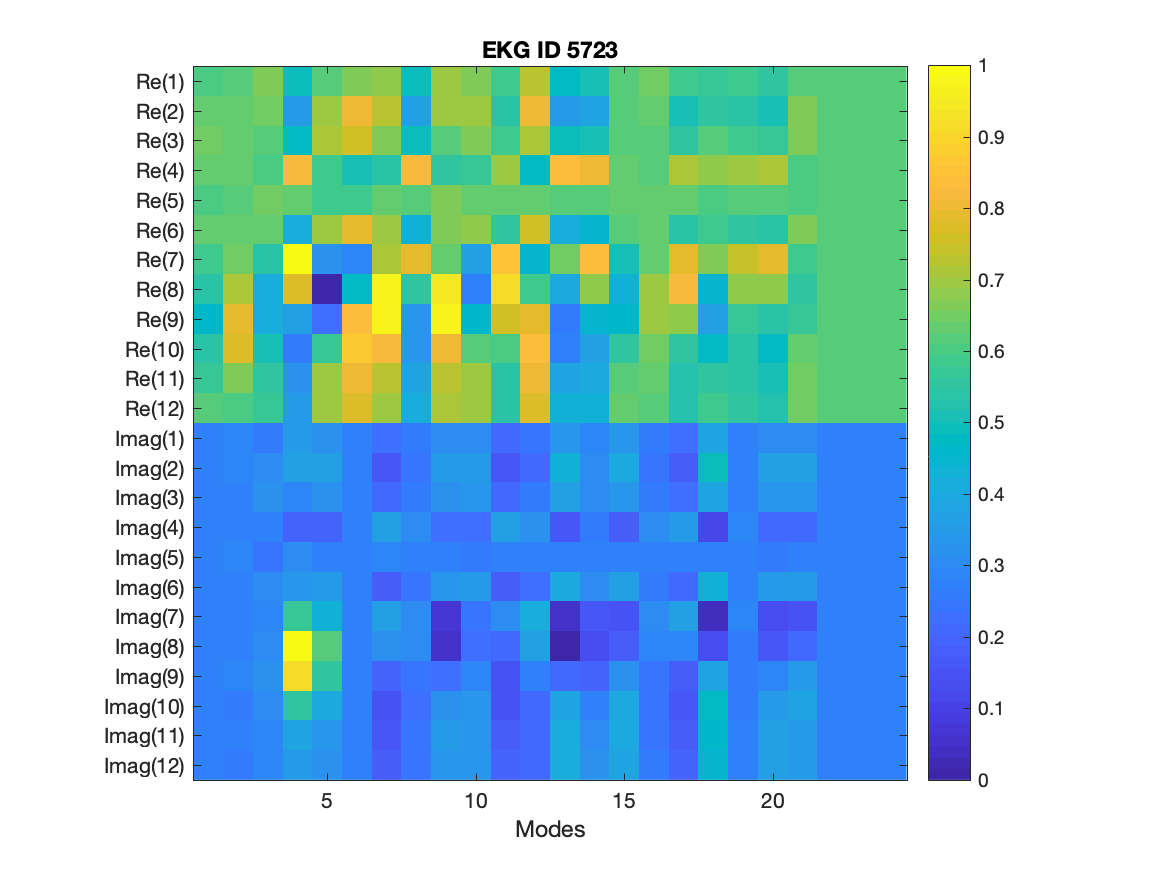 EKG ID 5723
Re(1)
Re(2)
Re(3)
Re(4)
Re(5)
Re(6)
Re(7)
Re(8)
Re(9)
Re(10)
Re(11)
Re(12)
Imag(1)
Imag(2)
Imag(3)
Imag(4)
Imag(5)
Imag(6)
Imag(7)
Imag(8)
Imag(9)
Imag(10)
Imag(11)
Imag(12)
5 10 15 20
Modes
1
0.9
0.8
0.7
0.6
0.5
0.4
0.3
0.2
0.1
0